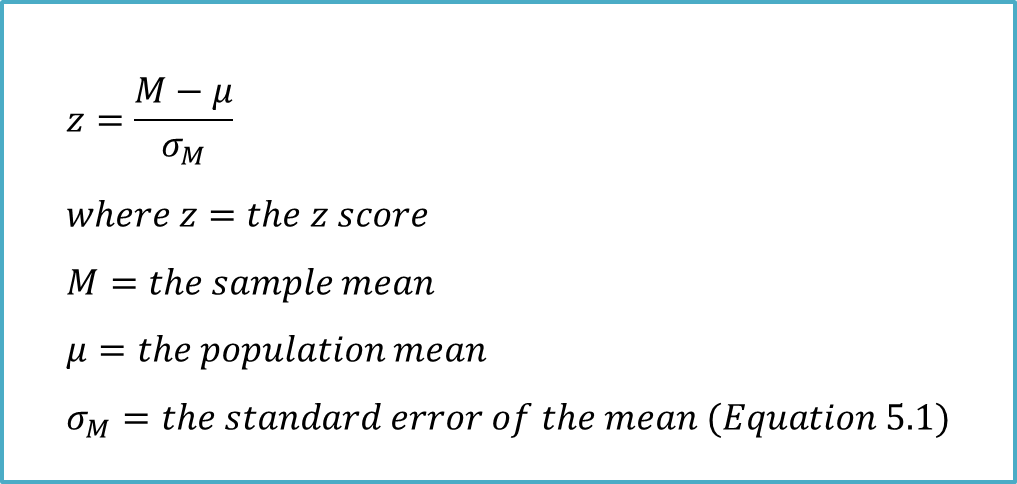 z = (M − μ) / σ_M
where z = the z score
M = the sample mean
μ = the population mean
σ_M = the standard error of the mean (Equation 5.1)